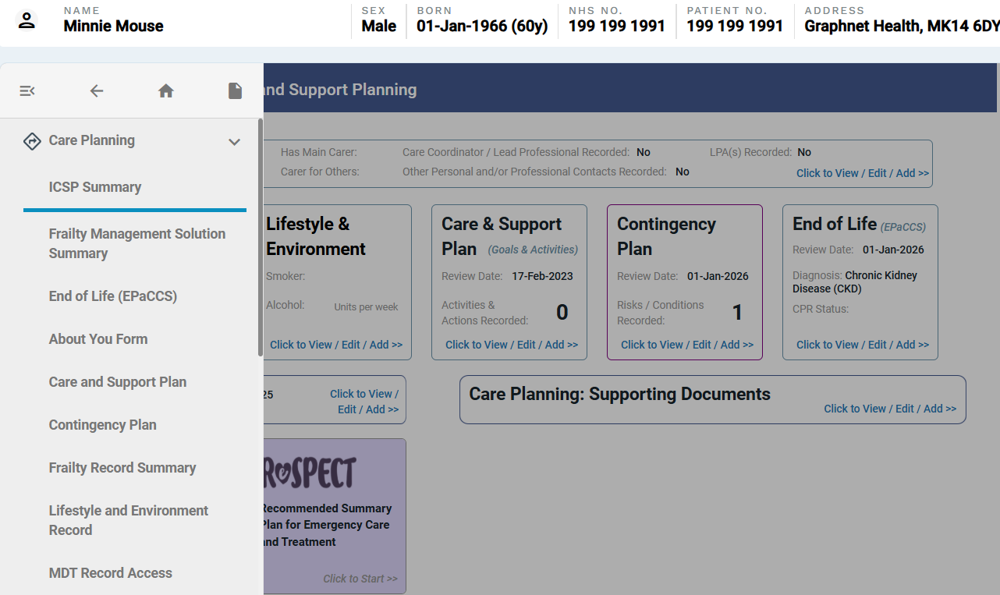 NAME
Minnie Mouse
SEX
Male
BORN
01-Jan-1966 (60y)
NHS NO.
199 199 1991
PATIENT NO.
199 199 1991
ADDRESS
Graphnet Health, MK14 6DY
and Support Planning
Care Planning
ICSP Summary
Frailty Management Solution
Summary
End of Life (EPaCCS)
About You Form
Care and Support Plan
Contingency Plan
Frailty Record Summary
Lifestyle and Environment
Record
MDT Record Access
Has Main Carer:
Care Coordinator / Lead Professional Recorded: No
LPA(s) Recorded: No
Carer for Others:
Other Personal and/or Professional Contacts Recorded: No
Click to View / Edit / Add >>
Lifestyle &
Environment
Smoker:
Alcohol:
Units per week
Click to View / Edit / Add >>
Care & Support
Plan (Goals & Activities)
Review Date: 17-Feb-2023
Activities &
Actions Recorded: 0
Click to View / Edit / Add >>
Contingency
Plan
Review Date: 01-Jan-2026
Risks / Conditions
Recorded: 1
Click to View / Edit / Add >>
End of Life (EPaCCS)
Review Date: 01-Jan-2026
Diagnosis: Chronic Kidney
Disease (CKD)
CPR Status:
Click to View / Edit / Add >>
25
Click to View /
Edit / Add >>
Care Planning: Supporting Documents
Click to View / Edit / Add >>
ReSPECT
Recommended Summary
Plan for Emergency Care
and Treatment
Click to Start >>